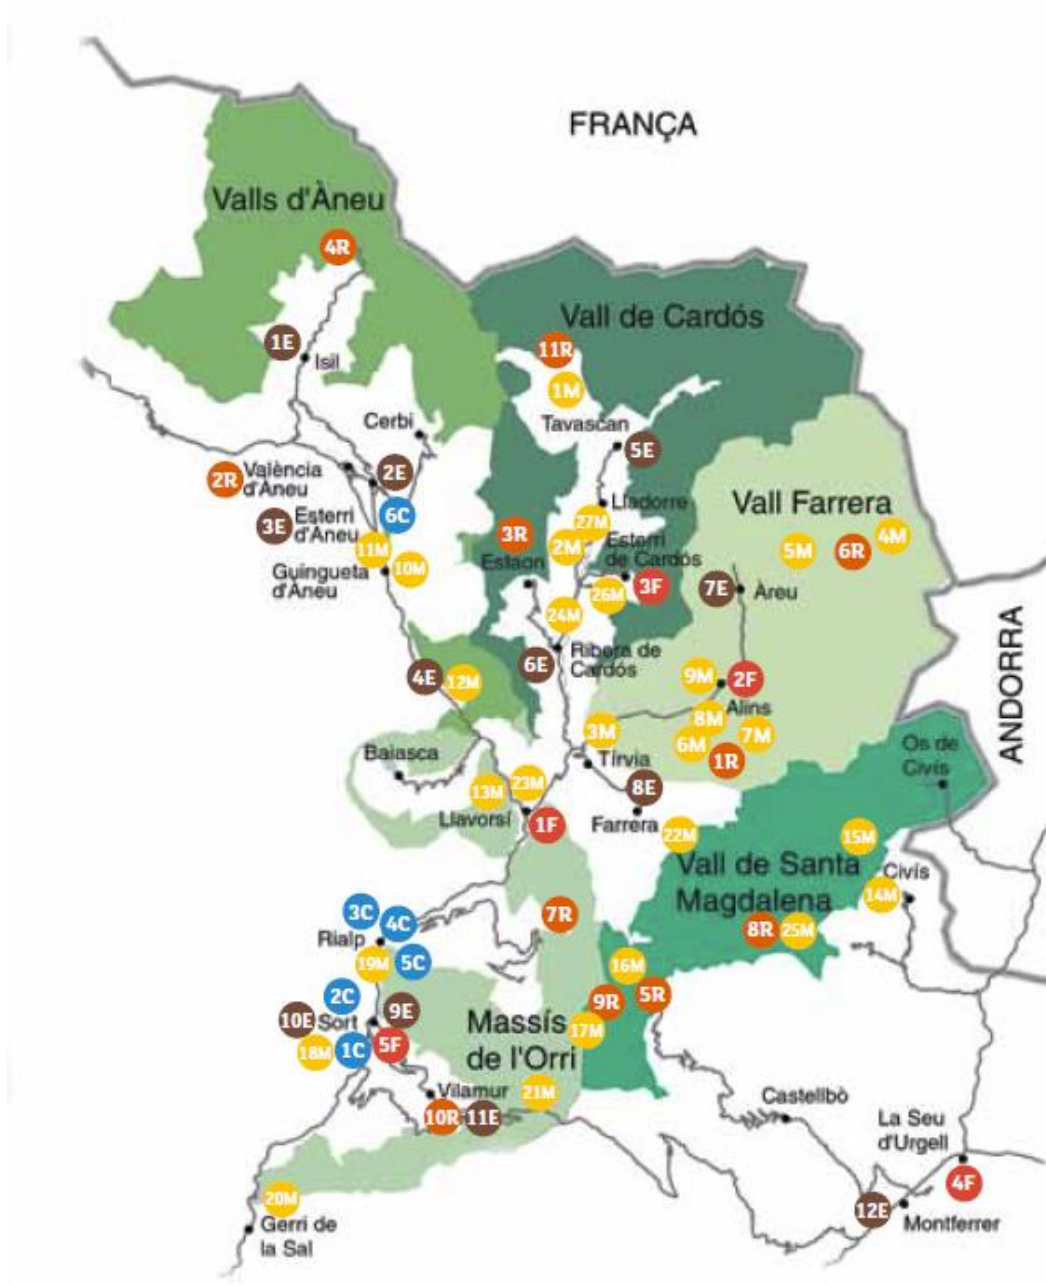 FRANÇA
Valls d'Àneu
4R
Vall de Cardós
1E
Isil
11R
1M
Cerbi
Tavascan
5E
2R
València
d'Àneu
2E
Vall Farrera
3E
Esterri
d'Àneu
6C
Lladorre
27M
3R
2M
Esterri
de Cardós
5M
6R
4M
11M
10M
Guingueta
d'Àneu
Estaon
26M
3F
7E
Àreu
24M
ANDORRA
6E
Ribera de
Cardós
4E
12M
9M
2F
Alins
8M
3M
6M
7M
1R
Baiasca
Tírvia
Os de
Civís
13M
23M
8E
Llavorsí
1F
Farrera
22M
15M
Vall de Santa
Magdalena
Civís
14M
3C
4C
7R
8R
25M
Rialp
19M
5C
16M
2C
9R
5R
10E
Sort
9E
Massís
de l'Orri
17M
18M
1C
5F
Vilamur
21M
10R
11E
Castellbò
La Seu
d'Urgell
4F
20M
12E
Montferrer
Gerri de
la Sal